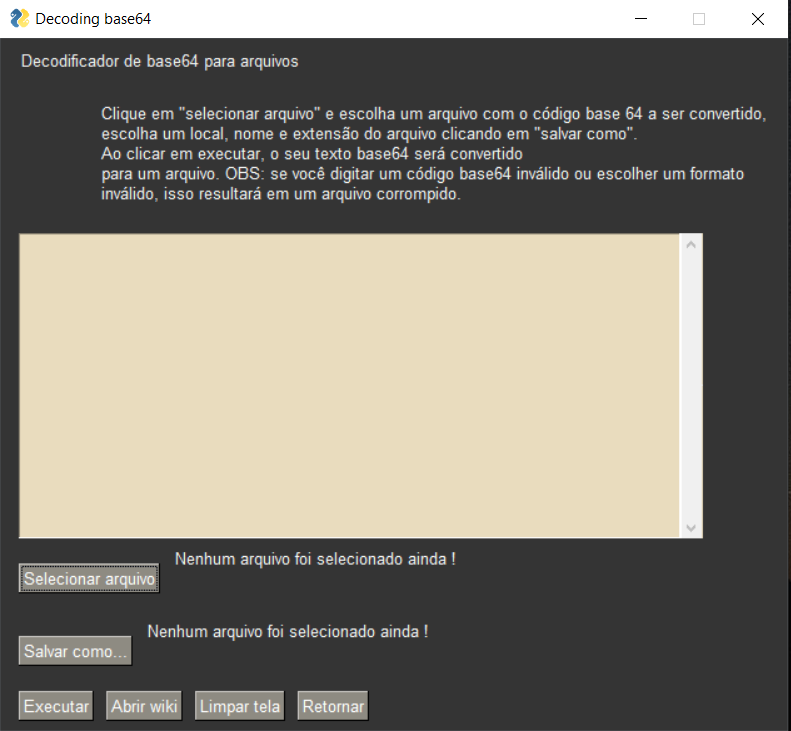 Decoding base64
Decodificador de base64 para arquivos
Clique em "selecionar arquivo" e escolha um arquivo com o código base 64 a ser convertido,
escolha um local, nome e extensão do arquivo clicando em "salvar como".
Ao clicar em executar, o seu texto base64 será convertido
para um arquivo. OBS: se você digitar um código base64 inválido ou escolher um formato
inválido, isso resultará em um arquivo corrompido.
Nenhum arquivo foi selecionado ainda !
Selecionar arquivo
Nenhum arquivo foi selecionado ainda !
Salvar como...
Executar Abrir wiki Limpar tela Retornar